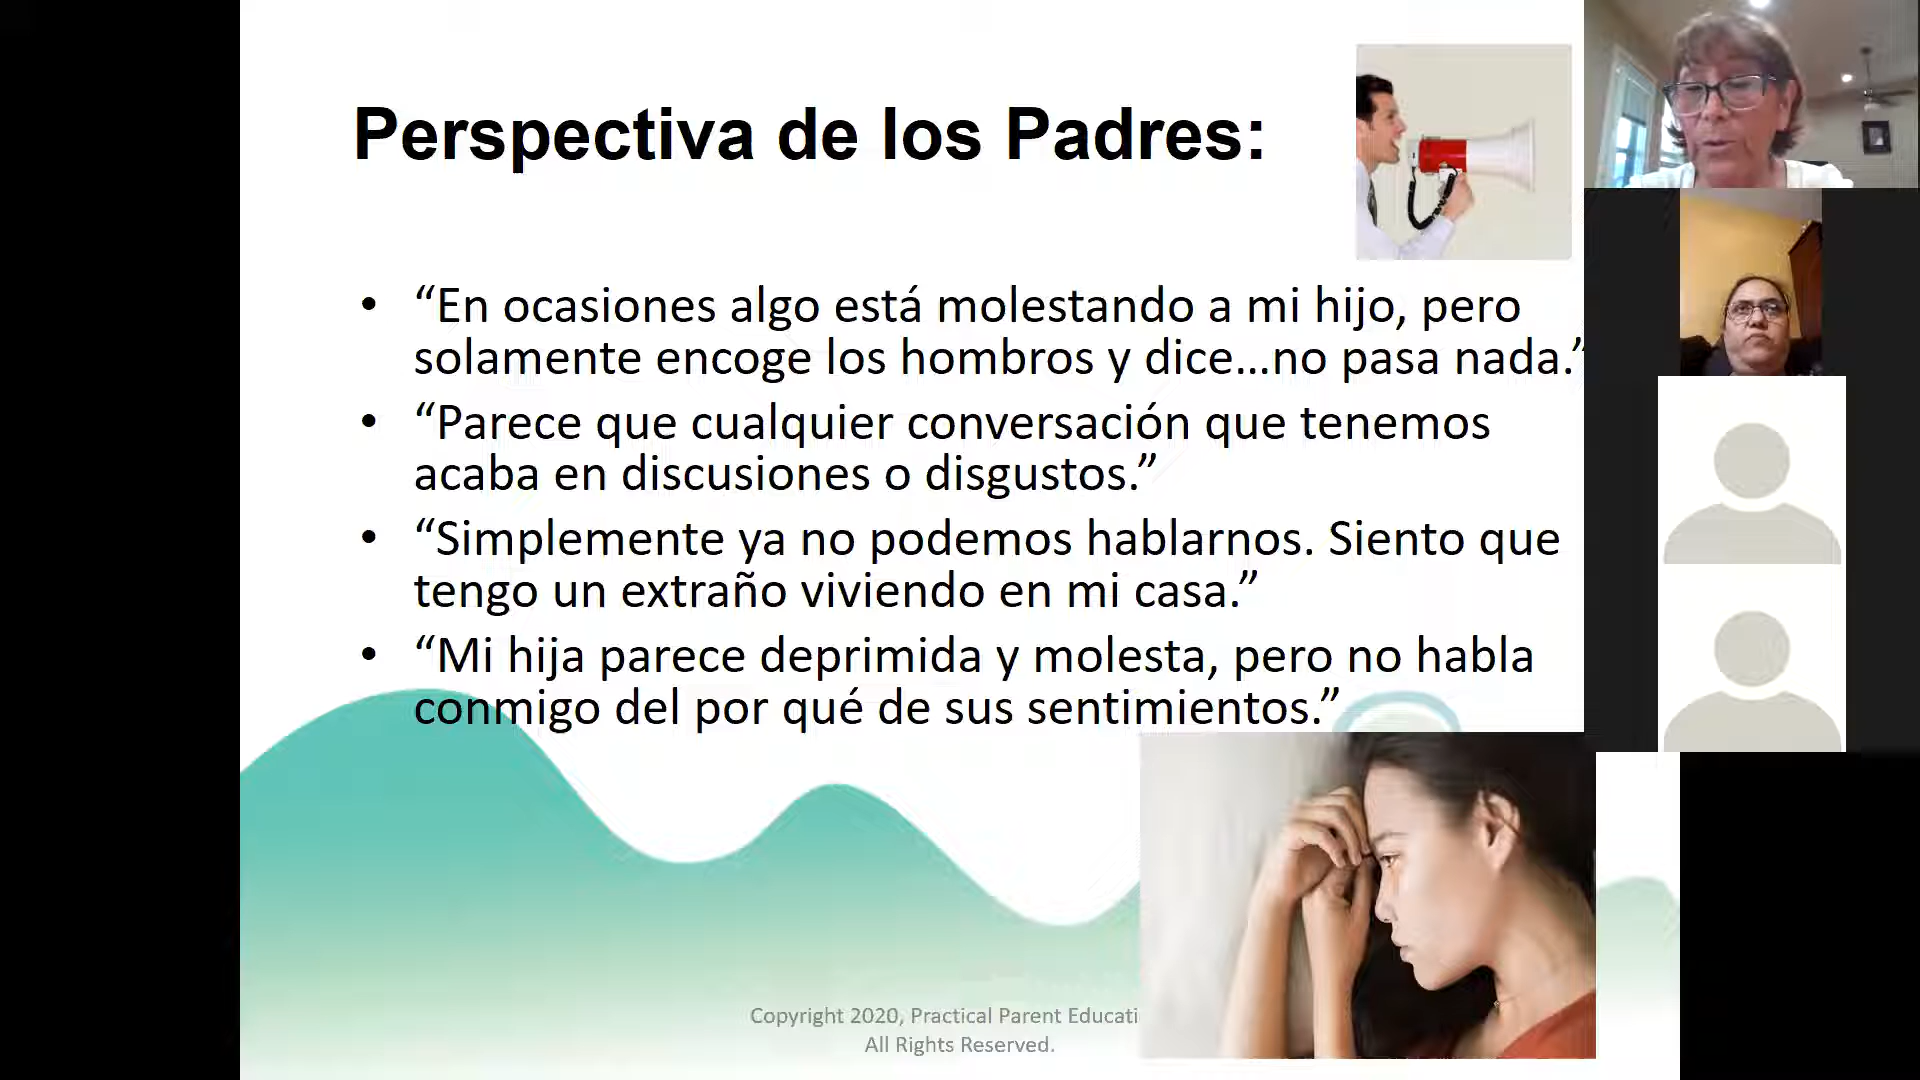 Perspectiva de los Padres:
• “En ocasiones algo está molestando a mi hijo, pero
solamente encoge los hombros y dice...no pasa nada.”
• “Parece que cualquier conversación que tenemos
acaba en discusiones o disgustos.”
• “Simplemente ya no podemos hablarnos. Siento que
tengo un extraño viviendo en mi casa.”
• “Mi hija parece deprimida y molesta, pero no habla
conmigo del por qué de sus sentimientos.”
Copyright 2020, Practical Parent Educati
All Rights Reserved.